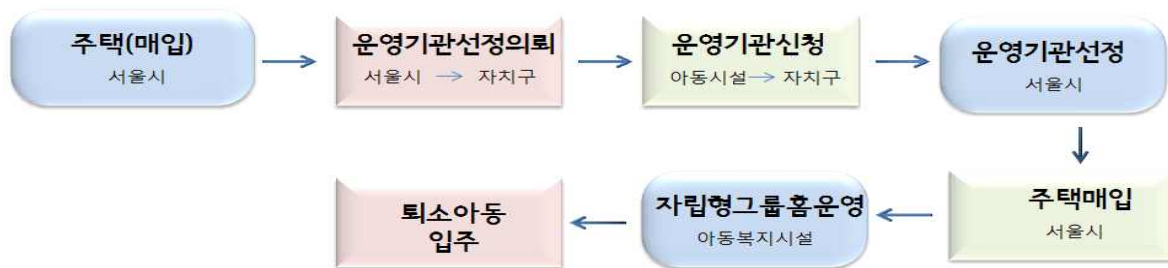 주택(매입)
서울시
운영기관선정의뢰
서울시 → 자치구
운영기관신청
아동시설 → 자치구
운영기관선정
서울시
주택매입
서울시
자립형그룹홈운영
아동복지시설
퇴소아동
입주